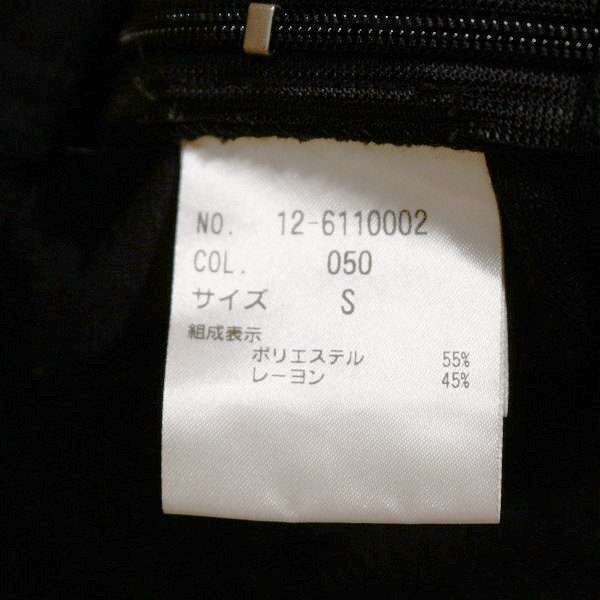 NO. 12-6110002
COL. 050
サイズ S
組成表示
ポリエステル 55%
レーヨン 45%